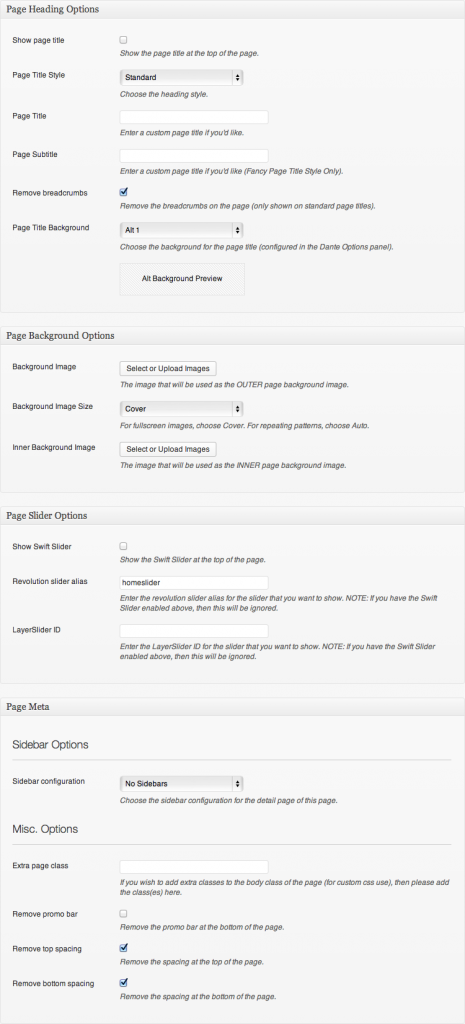 Page Heading Options
Show page title
Show the page title at the top of the page.
Page Title Style
Standard
Choose the heading style.
Page Title
Enter a custom page title if you'd like.
Page Subtitle
Enter a custom page title if you'd like (Fancy Page Title Style Only).
Remove breadcrumbs
Remove the breadcrumbs on the page (only shown on standard page titles).
Page Title Background
Alt 1
Choose the background for the page title (configured in the Dante Options panel).
Alt Background Preview
Page Background Options
Background Image
Select or Upload Images
The image that will be used as the OUTER page background image.
Background Image Size
Cover
For fullscreen images, choose Cover. For repeating patterns, choose Auto.
Inner Background Image
Select or Upload Images
The image that will be used as the INNER page background image.
Page Slider Options
Show Swift Slider
Show the Swift Slider at the top of the page.
Revolution slider alias
homeslider
Enter the revolution slider alias for the slider that you want to show. NOTE: If you have the Swift
Slider enabled above, then this will be ignored.
LayerSlider ID
Enter the LayerSlider ID for the slider that you want to show. NOTE: If you have the Swift Slider
enabled above, then this will be ignored.
Page Meta
Sidebar Options
Sidebar configuration
No Sidebars
Choose the sidebar configuration for the detail page of this page.
Misc. Options
Extra page class
If you wish to add extra classes to the body class of the page (for custom css use), then please add
the class(es) here.
Remove promo bar
Remove the promo bar at the bottom of the page.
Remove top spacing
Remove the spacing at the top of the page.
Remove bottom spacing
Remove the spacing at the bottom of the page.